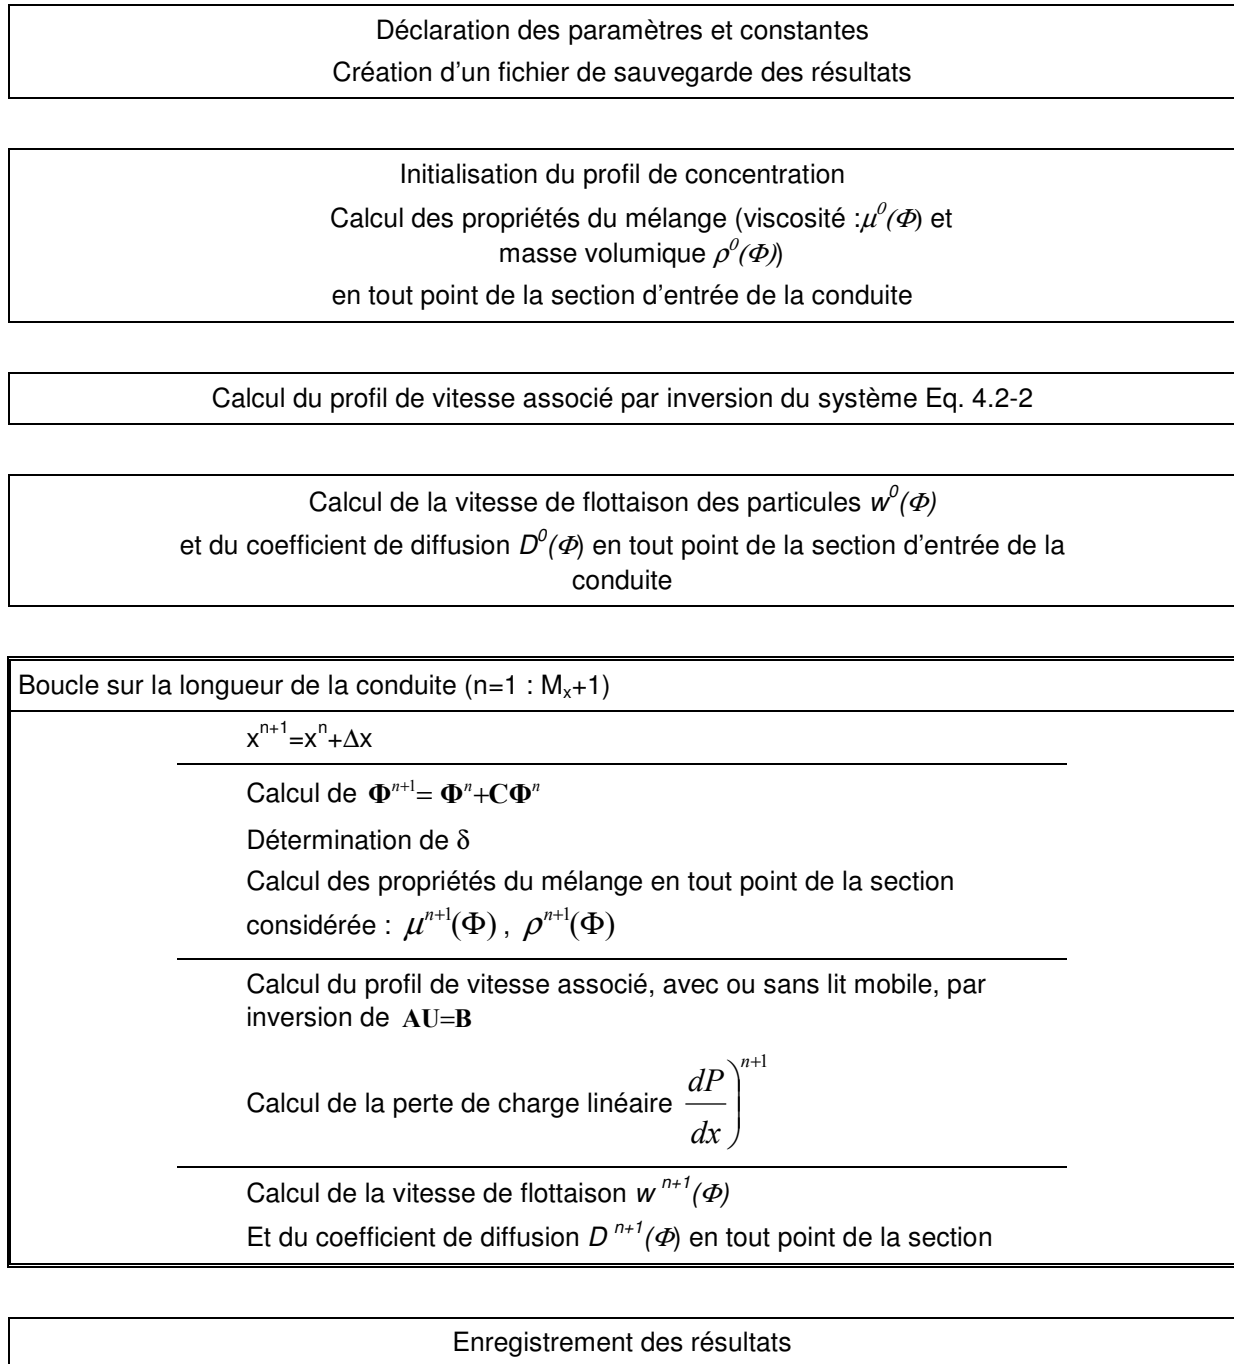 Déclaration des paramètres et constantes
Création d'un fichier de sauvegarde des résultats
Initialisation du profil de concentration
Calcul des propriétés du mélange (viscosité :μ⁰(Φ) et
masse volumique ρ⁰(Φ))
en tout point de la section d'entrée de la conduite
Calcul du profil de vitesse associé par inversion du système Eq. 4.2-2
Calcul de la vitesse de flottaison des particules w⁰(Φ)
et du coefficient de diffusion D⁰(Φ) en tout point de la section d'entrée de la
conduite
Boucle sur la longueur de la conduite (n=1 : Mₓ+1)
xⁿ⁺¹=xⁿ+Δx
Calcul de Φⁿ⁺¹= Φⁿ+CΦⁿ
Détermination de δ
Calcul des propriétés du mélange en tout point de la section
considérée : μⁿ⁺¹(Φ) , ρⁿ⁺¹(Φ)
Calcul du profil de vitesse associé, avec ou sans lit mobile, par
inversion de AU=B
Calcul de la perte de charge linéaire dP/dx)ⁿ⁺¹
Calcul de la vitesse de flottaison w ⁿ⁺¹(Φ)
Et du coefficient de diffusion D ⁿ⁺¹(Φ) en tout point de la section
Enregistrement des résultats